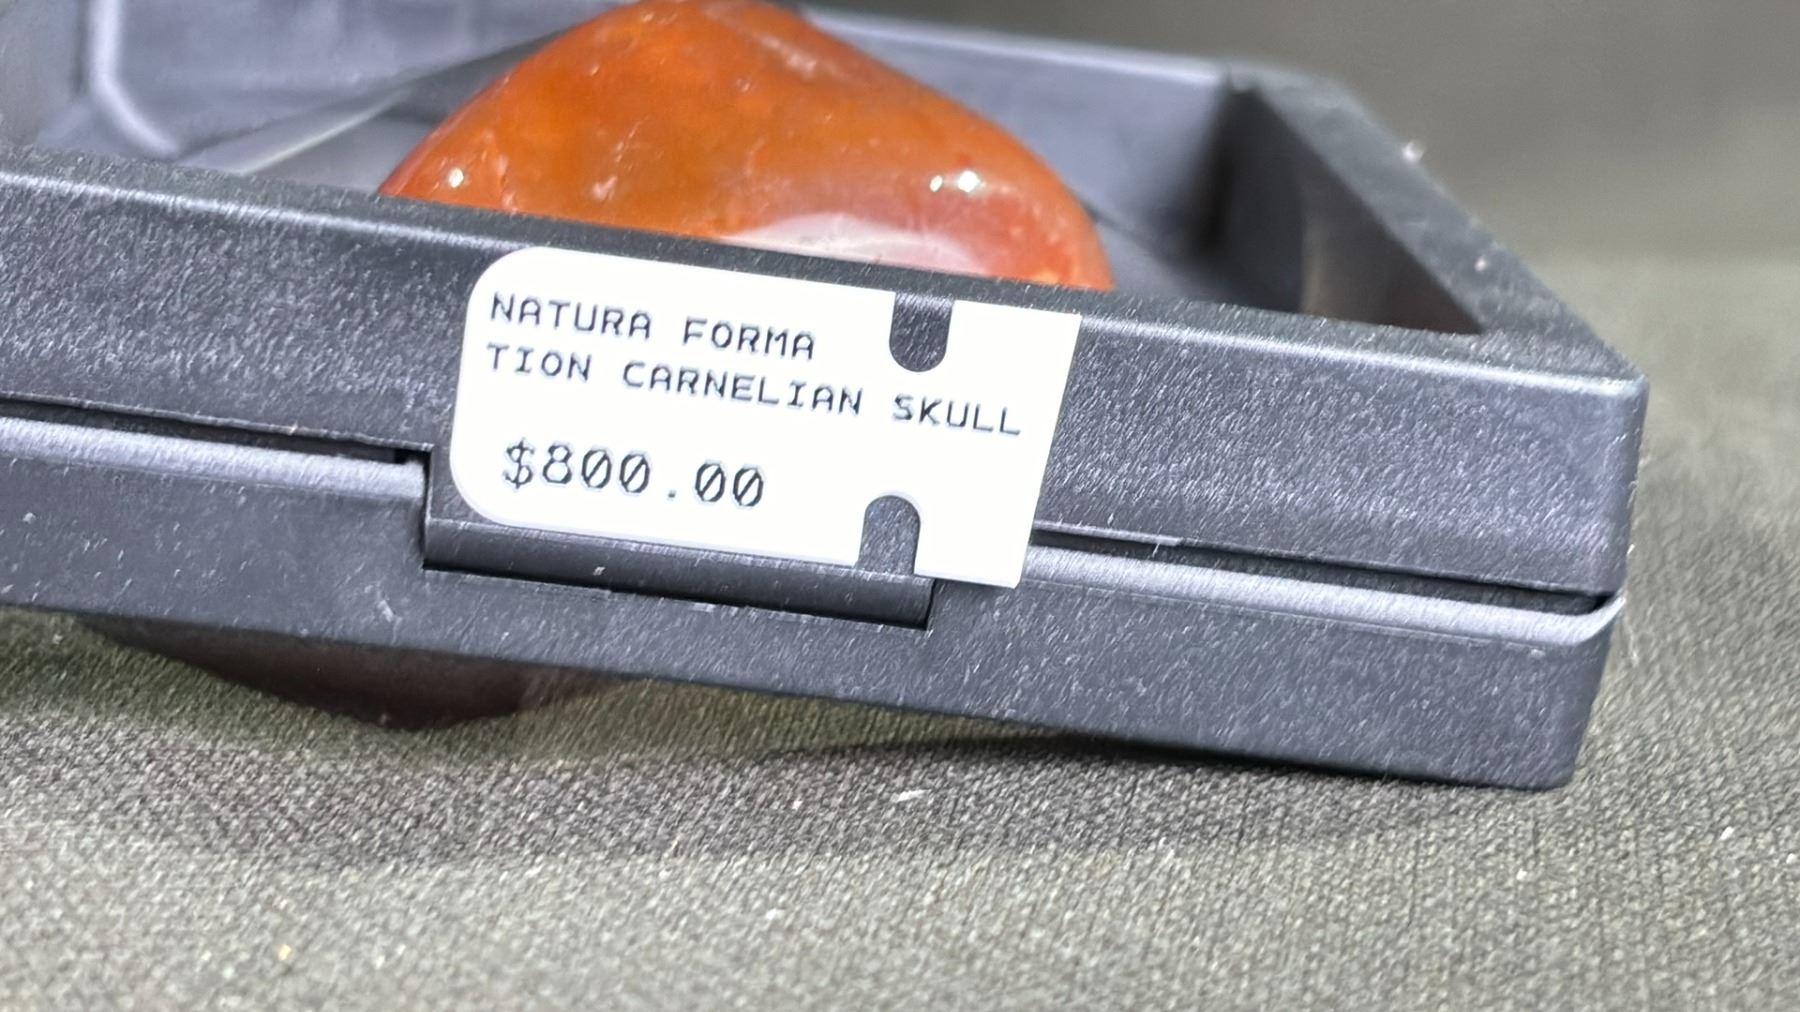 NATURA FORMA
TION CARNELIAN SKULL
$800.00